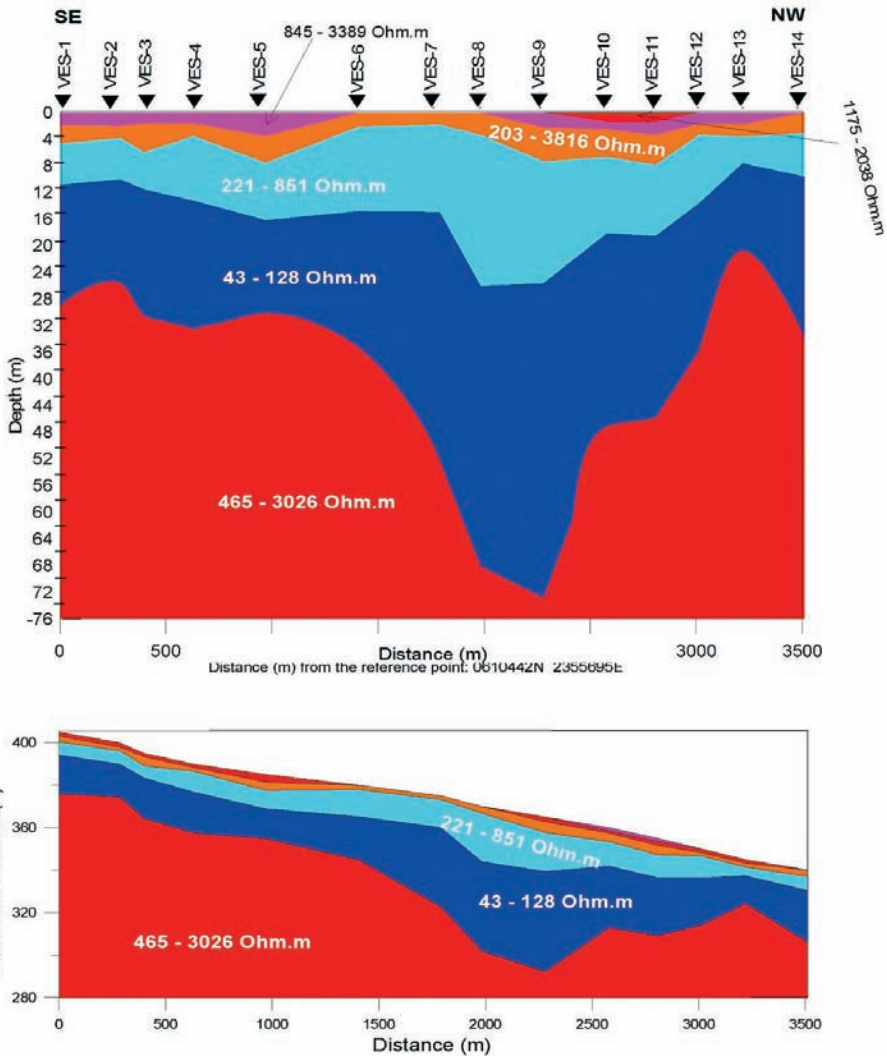 SE
NW
845 - 3389 Ohm.m
VES-1
VES-2
VES-3
VES-4
VES-5
VES-6
VES-7
VES-8
VES-9
VES-10
VES-11
VES-12
VES-13
VES-14
1175 - 2038 Ohm.m
203 - 3816 Ohm.m
221 - 851 Ohm.m
43 - 128 Ohm.m
465 - 3026 Ohm.m
Depth (m)
0
4
8
12
16
20
24
28
32
36
40
44
48
52
56
60
64
68
72
-76
0
500
Distance (m)
3000
3500
Distance (m) from the reference point: 0610442N 2355695E
400
360
320
280
221 - 851 Ohm.m
43 - 128 Ohm.m
465 - 3026 Ohm.m
0
500
1000
1500
2000
2500
3000
3500
Distance (m)